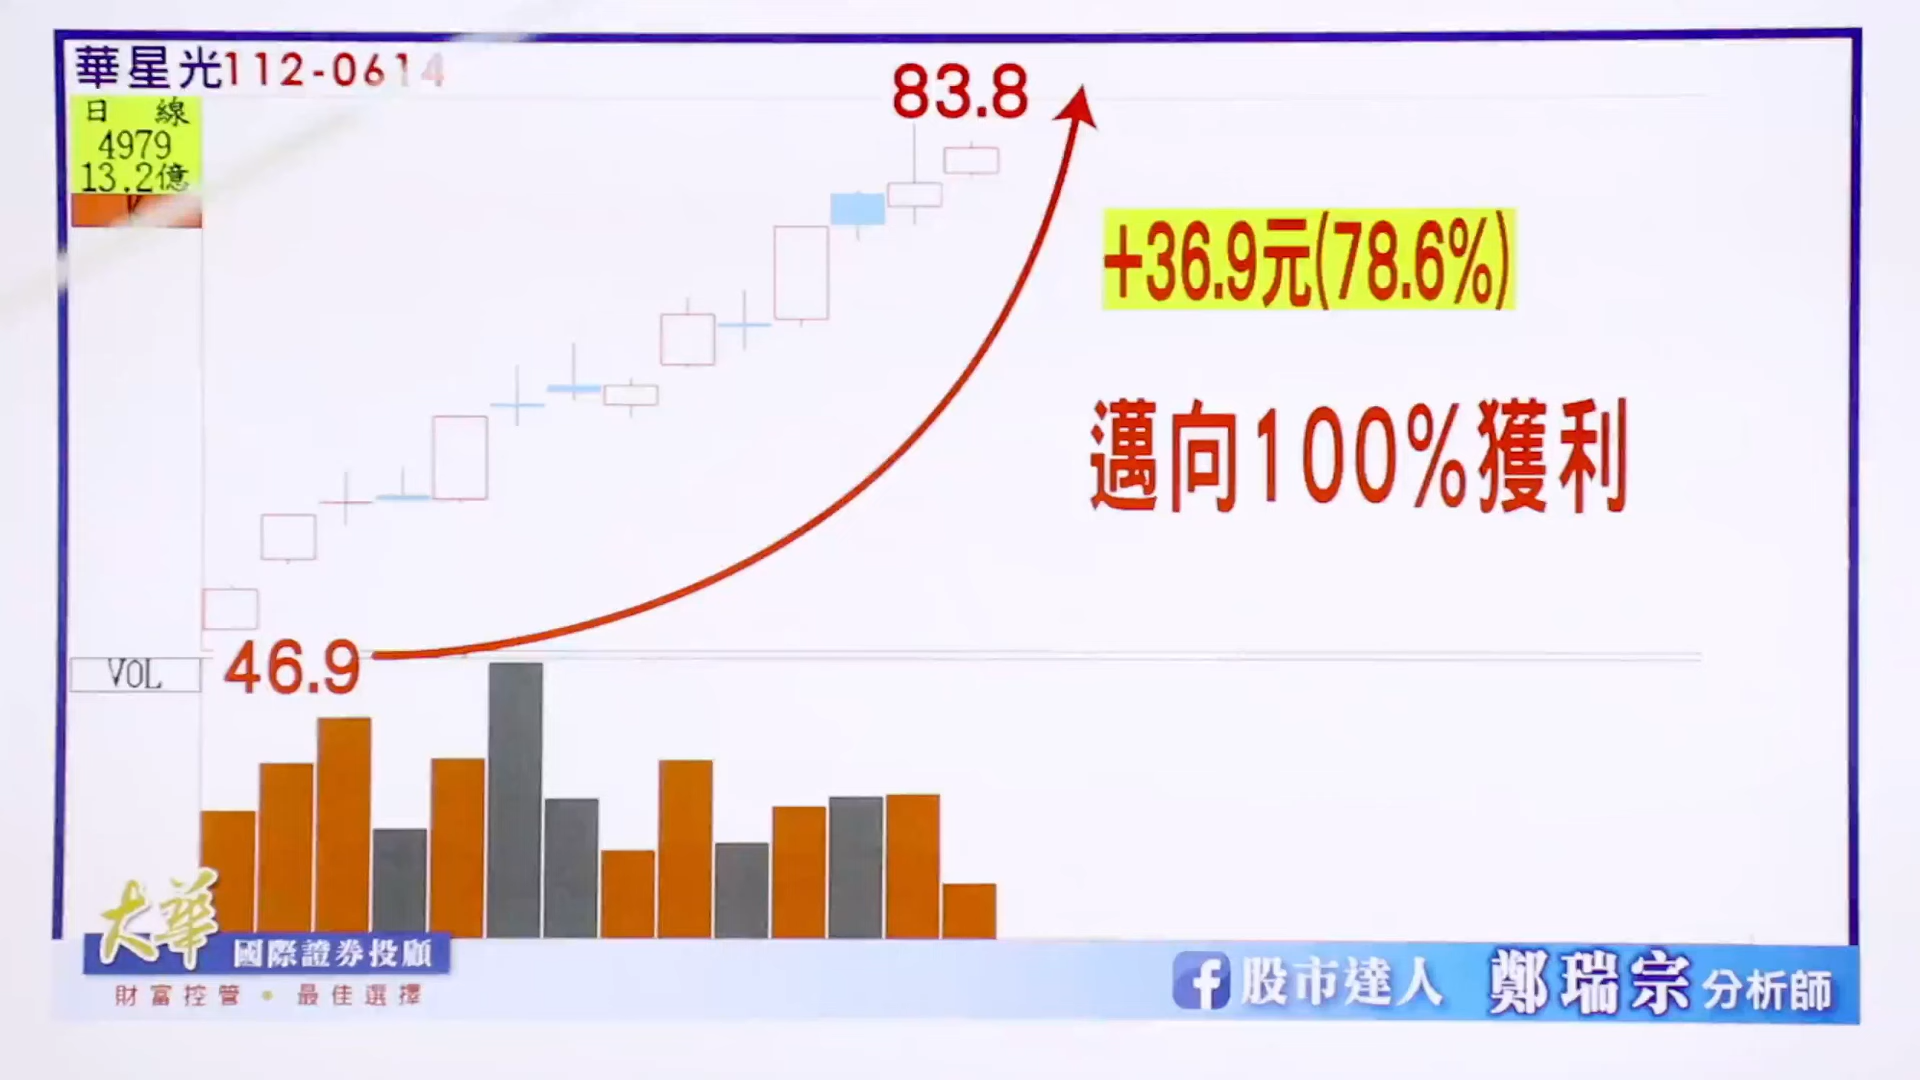 華星光112-0614
日 線
4979
13.2億
83.8
+36.9元(78.6%)
邁向100%獲利
46.9
VOL
大華
國際證券投顧
財富控管 • 最佳選擇
f 股市達人 鄭瑞宗 分析師